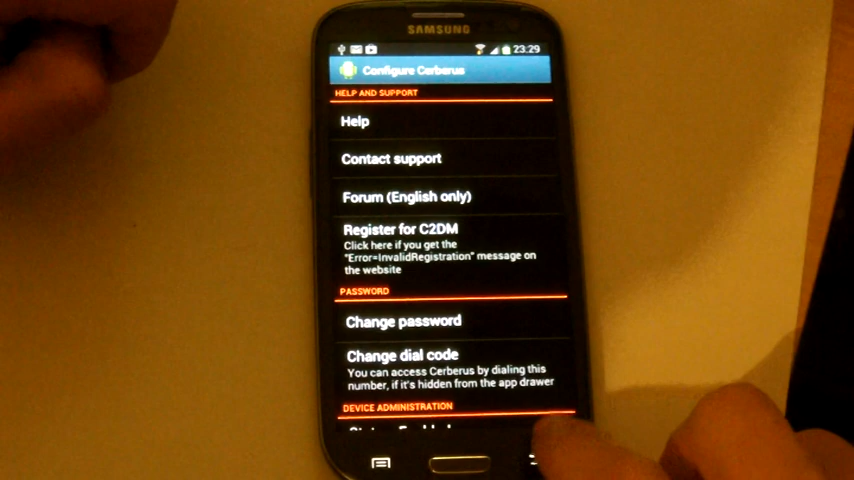 SAMSUNG
23:29
Configure Cerberus
HELP AND SUPPORT
Help
Contact support
Forum (English only)
Register for C2DM
Click here if you get the
"Error=InvalidRegistration" message on
the website
PASSWORD
Change password
Change dial code
You can access Cerberus by dialing this
number, if it's hidden from the app drawer
DEVICE ADMINISTRATION